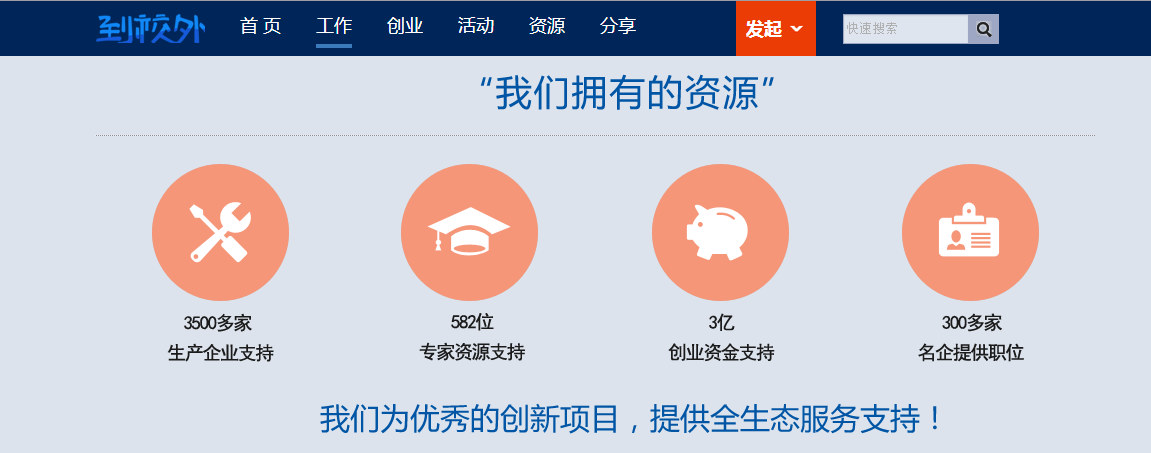 到校外 首 页 工作 创业 活动 资源 分享 发起 快速搜索
“我们拥有的资源”
3500多家 582位 3亿 300多家
生产企业支持 专家资源支持 创业资金支持 名企提供职位
我们为优秀的创新项目，提供全生态服务支持！